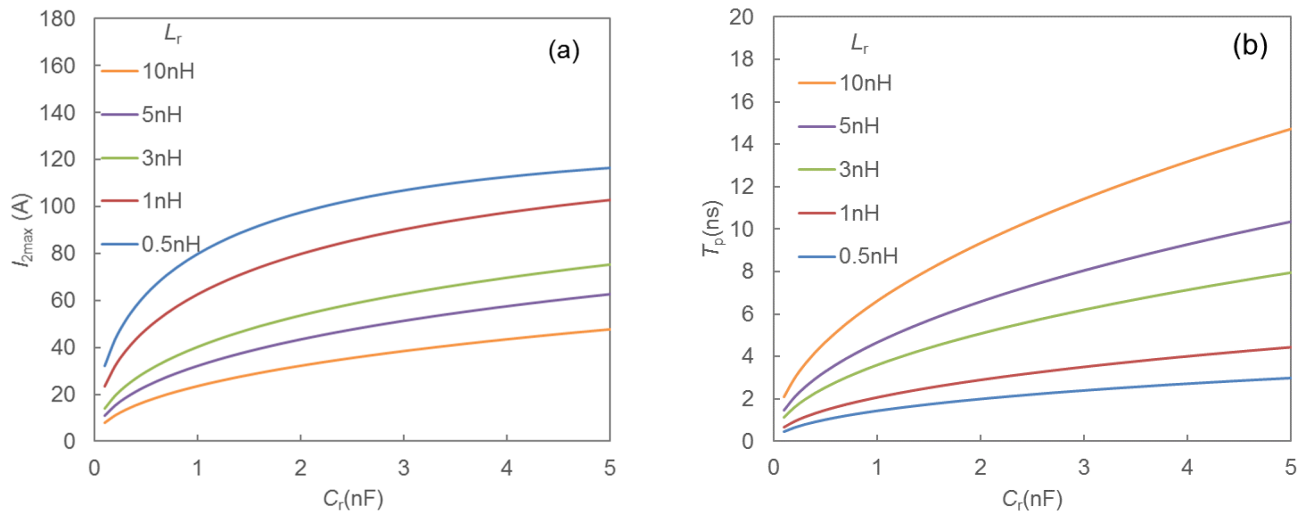 (a)
I2max (A)
180
160
140
120
100
80
60
40
20
0
Lr
10nH
5nH
3nH
1nH
0.5nH
0 1 2 3 4 5
Cr(nF)
(b)
Tp(ns)
20
18
16
14
12
10
8
6
4
2
0
Lr
10nH
5nH
3nH
1nH
0.5nH
0 1 2 3 4 5
Cr(nF)